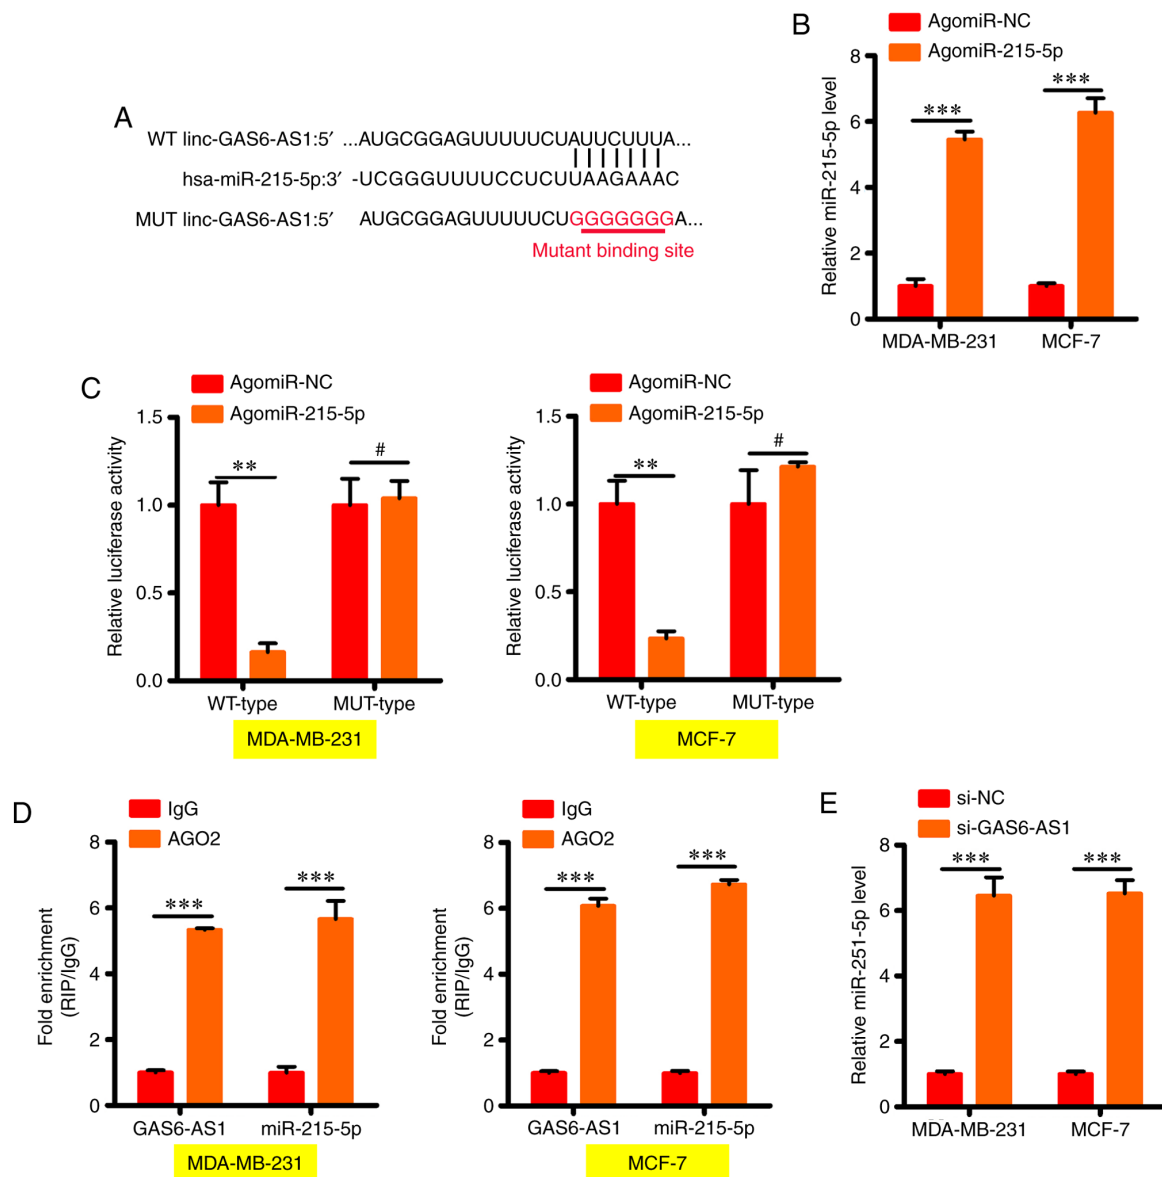 A
WT linc-GAS6-AS1:5′ ...AUGCGGAGUUUUUCUAUUCUUUA...
hsa-miR-215-5p:3′ -UCGGGUUUUCCUCUUAAGAAAC
MUT linc-GAS6-AS1:5′ AUGCGGAGUUUUUCUGGGGGGGA...
Mutant binding site
B
AgomiR-NC
AgomiR-215-5p
Relative miR-215-5p level
8
6
4
2
0
***
***
MDA-MB-231 MCF-7
C
AgomiR-NC
AgomiR-215-5p
Relative luciferase activity
1.5
1.0
0.5
0.0
**
#
WT-type MUT-type
MDA-MB-231
AgomiR-NC
AgomiR-215-5p
Relative luciferase activity
1.5
1.0
0.5
0.0
**
#
WT-type MUT-type
MCF-7
D
IgG
AGO2
Fold enrichment
(RIP/IgG)
8
6
4
2
0
***
***
GAS6-AS1 miR-215-5p
MDA-MB-231
IgG
AGO2
Fold enrichment
(RIP/IgG)
8
6
4
2
0
***
***
GAS6-AS1 miR-215-5p
MCF-7
E
si-NC
si-GAS6-AS1
Relative miR-251-5p level
8
6
4
2
0
***
***
MDA-MB-231 MCF-7